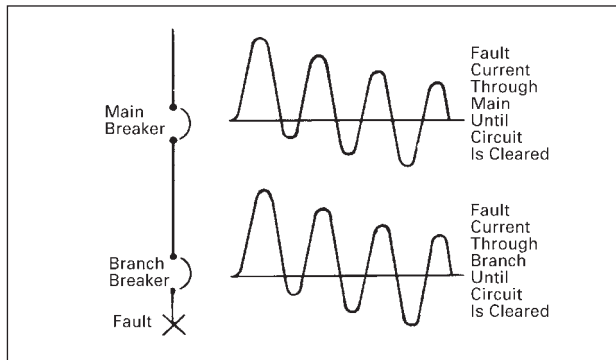 Main
Breaker
Fault
Current
Through
Main
Until
Circuit
Is Cleared
Branch
Breaker
Fault
Fault
Current
Through
Branch
Until
Circuit
Is Cleared